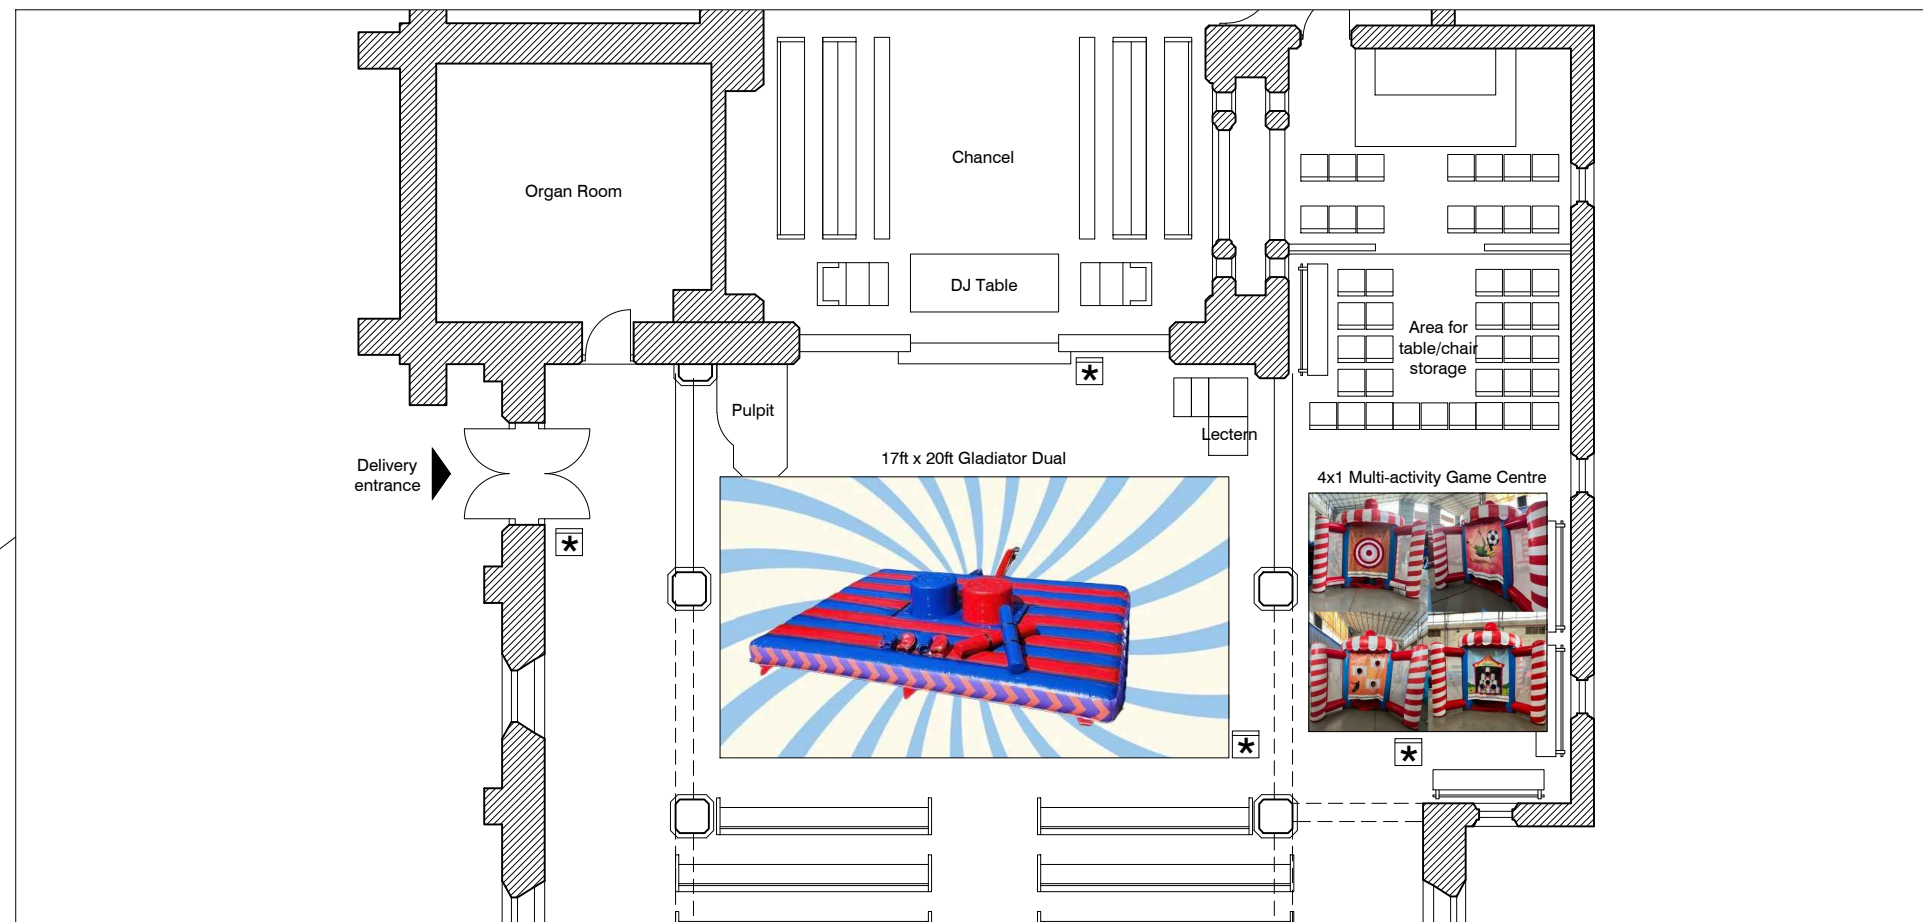 Chancel
Organ Room
DJ Table
Area for
table/chair
storage
*
Pulpit
Lectern
17ft x 20ft Gladiator Dual
Delivery
entrance
4x1 Multi-activity Game Centre
*
*
*